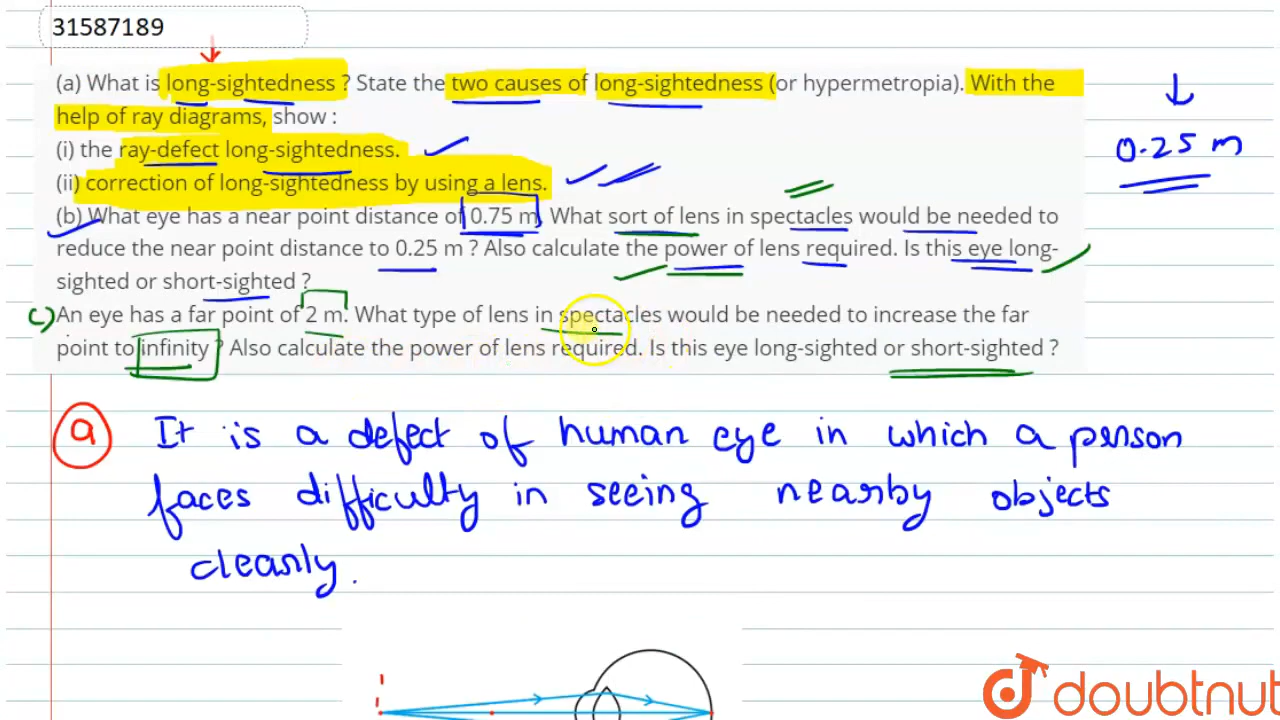 31587189
(a) What is long-sightedness ? State the two causes of long-sightedness (or hypermetropia). With the
help of ray diagrams, show :
(i) the ray-defect long-sightedness.
(ii) correction of long-sightedness by using a lens.
(b) What eye has a near point distance of 0.75 m. What sort of lens in spectacles would be needed to
reduce the near point distance to 0.25 m ? Also calculate the power of lens required. Is this eye long-
sighted or short-sighted ?
0.25 m
c) An eye has a far point of 2 m. What type of lens in spectacles would be needed to increase the far
point to infinity ? Also calculate the power of lens required. Is this eye long-sighted or short-sighted ?
a It is a defect of human eye in which a person
faces difficulty in seeing nearby objects
clearly.
doubtnut